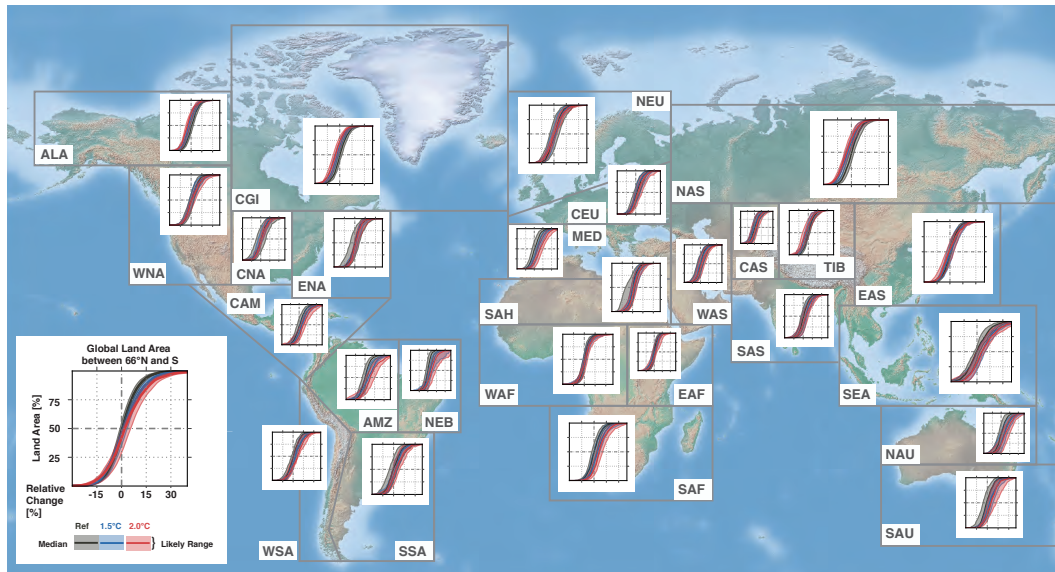 NEU
ALA
CGI
NAS
CEU
MED
WNA
CNA
ENA
CAS
TIB
CAM
EAS
SAH
WAS
SAS
Global Land Area
between 66°N and S
Land Area [%]
75
50
25
Relative
Change
[%]
-15 0 15 30
Ref 1.5°C 2.0°C
Median } Likely Range
WAF
EAF
SEA
AMZ
NEB
NAU
SAF
SAU
WSA
SSA